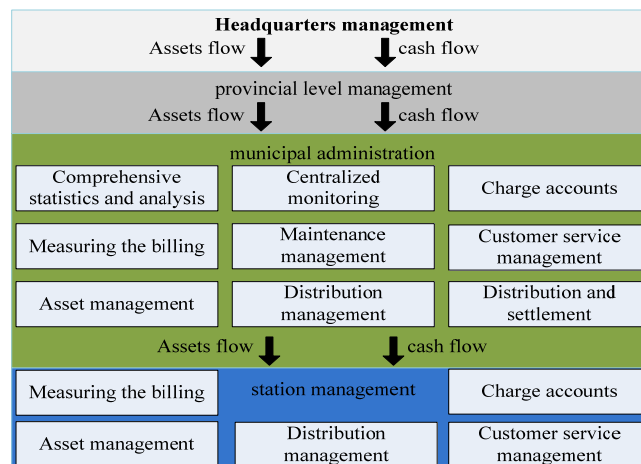 Headquarters management
Assets flow cash flow
provincial level management
Assets flow cash flow
municipal administration
Comprehensive
statistics and analysis
Centralized
monitoring
Charge accounts
Measuring the billing
Maintenance
management
Customer service
management
Asset management
Distribution
management
Distribution and
settlement
Assets flow cash flow
Measuring the billing
station management
Charge accounts
Asset management
Distribution
management
Customer service
management